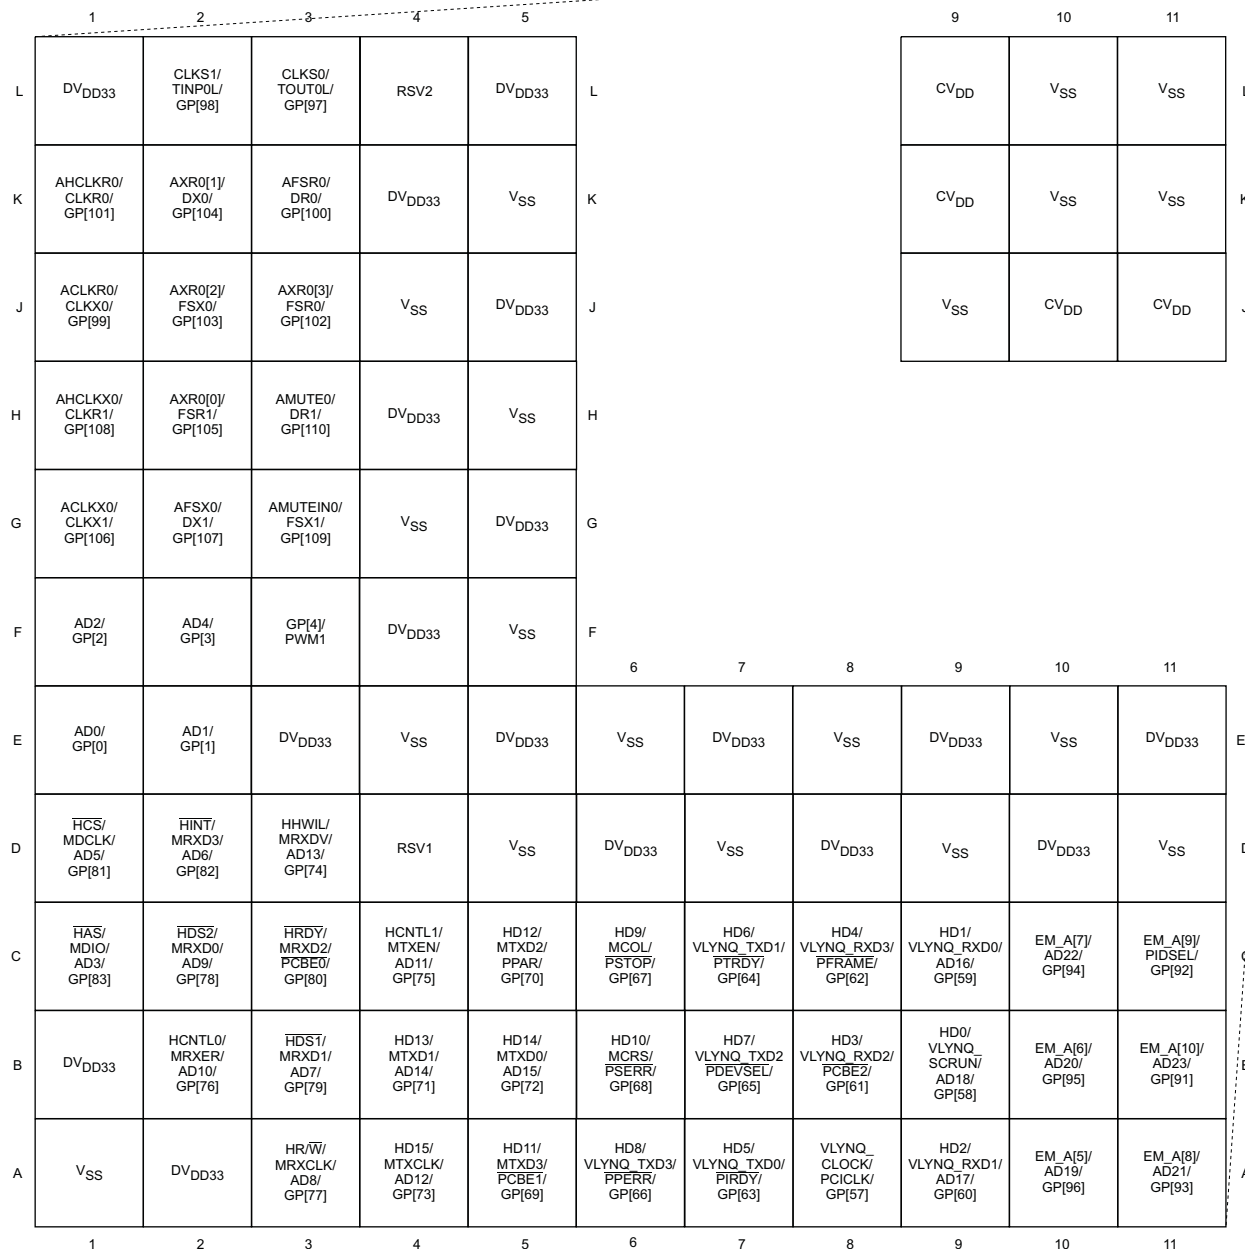 1 2 3 4 5 9 10 11
L DVDD33 CLKS1/ TINP0L/ GP[98] CLKS0/ TOUT0L/ GP[97] RSV2 DVDD33 L CVDD VSS VSS L
K AHCLKR0/ CLKR0/ GP[101] AXR0[1]/ DX0/ GP[104] AFSR0/ DR0/ GP[100] DVDD33 VSS K CVDD VSS VSS K
J ACLKR0/ CLKX0/ GP[99] AXR0[2]/ FSX0/ GP[103] AXR0[3]/ FSR0/ GP[102] VSS DVDD33 J VSS CVDD CVDD J
H AHCLKX0/ CLKR1/ GP[108] AXR0[0]/ FSR1/ GP[105] AMUTE0/ DR1/ GP[110] DVDD33 VSS H
G ACLKX0/ CLKX1/ GP[106] AFSX0/ DX1/ GP[107] AMUTEIN0/ FSX1/ GP[109] VSS DVDD33 G
F AD2/ GP[2] AD4/ GP[3] GP[4]/ PWM1 DVDD33 VSS F
6 7 8 9 10 11
E AD0/ GP[0] AD1/ GP[1] DVDD33 VSS DVDD33 VSS DVDD33 VSS DVDD33 VSS DVDD33 E
D HCS/ MDCLK/ AD5/ GP[81] HINT/ MRXD3/ AD6/ GP[82] HHWIL/ MRXDV/ AD13/ GP[74] RSV1 VSS DVDD33 VSS DVDD33 VSS DVDD33 VSS D
C HAS/ MDIO/ AD3/ GP[83] HDS2/ MRXD0/ AD9/ GP[78] HRDY/ MRXD2/ PCBE0/ GP[80] HCNTL1/ MTXEN/ AD11/ GP[75] HD12/ MTXD2/ PPAR/ GP[70] HD9/ MCOL/ PSTOP/ GP[67] HD6/ VLYNQ_TXD1/ PTRDY/ GP[64] HD4/ VLYNQ_RXD3/ PFRAME/ GP[62] HD1/ VLYNQ_RXD0/ AD16/ GP[59] EM_A[7]/ AD22/ GP[94] EM_A[9]/ PIDSEL/ GP[92] C
B DVDD33 HCNTL0/ MRXER/ AD10/ GP[76] HDS1/ MRXD1/ AD7/ GP[79] HD13/ MTXD1/ AD14/ GP[71] HD14/ MTXD0/ AD15/ GP[72] HD10/ MCRS/ PSERR/ GP[68] HD7/ VLYNQ_TXD2 PDEVSEL/ GP[65] HD3/ VLYNQ_RXD2/ PCBE2/ GP[61] HD0/ VLYNQ_ SCRUN/ AD18/ GP[58] EM_A[6]/ AD20/ GP[95] EM_A[10]/ AD23/ GP[91] B
A VSS DVDD33 HR/W/ MRXCLK/ AD8/ GP[77] HD15/ MTXCLK/ AD12/ GP[73] HD11/ MTXD3/ PCBE1/ GP[69] HD8/ VLYNQ_TXD3/ PPERR/ GP[66] HD5/ VLYNQ_TXD0/ PIRDY/ GP[63] VLYNQ_ CLOCK/ PCICLK/ GP[57] HD2/ VLYNQ_RXD1/ AD17/ GP[60] EM_A[5]/ AD19/ GP[96] EM_A[8]/ AD21/ GP[93] A
1 2 3 4 5 6 7 8 9 10 11